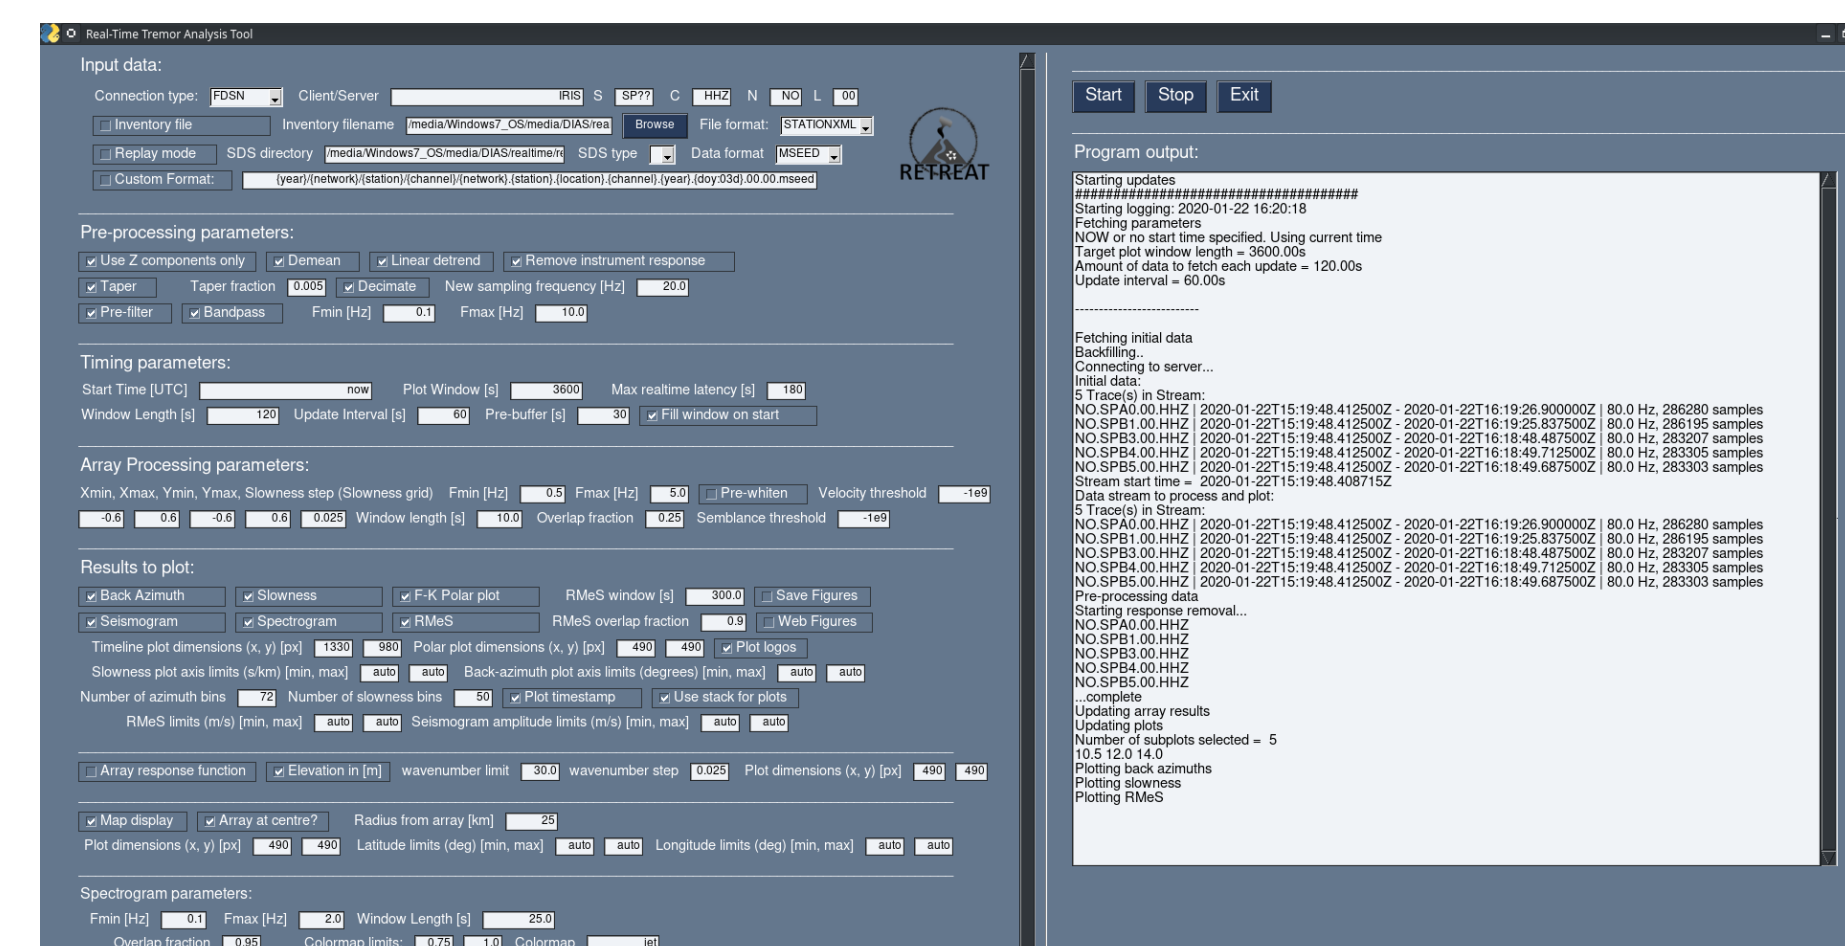 Real-Time Tremor Analysis Tool
Input data:
Connection type: FDSN Client/Server IRIS S SP?? C HHZ N NO L 00
Inventory file Inventory filename /media/Windows7_OS/media/DIAS/rea Browse File format: STATIONXML
Replay mode SDS directory /media/Windows7_OS/media/DIAS/realtime/re SDS type Data format MSEED
Custom Format: {year}/{network}/{station}/{channel}/{network}.{station}.{location}.{channel}.{year}.{doy:03d}.00.00.mseed
RETREAT
Pre-processing parameters:
Use Z components only Demean Linear detrend Remove instrument response
Taper Taper fraction 0.005 Decimate New sampling frequency [Hz] 20.0
Pre-filter Bandpass Fmin [Hz] 0.1 Fmax [Hz] 10.0
Timing parameters:
Start Time [UTC] now Plot Window [s] 3600 Max realtime latency [s] 180
Window Length [s] 120 Update Interval [s] 60 Pre-buffer [s] 30 Fill window on start
Array Processing parameters:
Xmin, Xmax, Ymin, Ymax, Slowness step (Slowness grid) Fmin [Hz] 0.5 Fmax [Hz] 5.0 Pre-whiten Velocity threshold -1e9
-0.6 0.6 -0.6 0.6 0.025 Window length [s] 10.0 Overlap fraction 0.25 Semblance threshold -1e9
Results to plot:
Back Azimuth Slowness F-K Polar plot RMeS window [s] 300.0 Save Figures
Seismogram Spectrogram RMeS RMeS overlap fraction 0.9 Web Figures
Timeline plot dimensions (x, y) [px] 1330 980 Polar plot dimensions (x, y) [px] 490 490 Plot logos
Slowness plot axis limits (s/km) [min, max] auto auto Back-azimuth plot axis limits (degrees) [min, max] auto auto
Number of azimuth bins 72 Number of slowness bins 50 Plot timestamp Use stack for plots
RMeS limits (m/s) [min, max] auto auto Seismogram amplitude limits (m/s) [min, max] auto auto
Array response function Elevation in [m] wavenumber limit 30.0 wavenumber step 0.025 Plot dimensions (x, y) [px] 490 490
Map display Array at centre? Radius from array [km] 25
Plot dimensions (x, y) [px] 490 490 Latitude limits (deg) [min, max] auto auto Longitude limits (deg) [min, max] auto auto
Spectrogram parameters:
Fmin [Hz] 0.1 Fmax [Hz] 2.0 Window Length [s] 25.0
Overlap fraction 0.95 Colormap limits: 0.75 1.0 Colormap jet
Start Stop Exit
Program output:
Starting updates
#####################################
Starting logging: 2020-01-22 16:20:18
Fetching parameters
NOW or no start time specified. Using current time
Target plot window length = 3600.00s
Amount of data to fetch each update = 120.00s
Update interval = 60.00s
--------------------------
Fetching initial data
Backfilling..
Connecting to server...
Initial data:
5 Trace(s) in Stream:
NO.SPA0.00.HHZ | 2020-01-22T15:19:48.412500Z - 2020-01-22T16:19:26.900000Z | 80.0 Hz, 286280 samples
NO.SPB1.00.HHZ | 2020-01-22T15:19:48.412500Z - 2020-01-22T16:19:25.837500Z | 80.0 Hz, 286195 samples
NO.SPB3.00.HHZ | 2020-01-22T15:19:48.412500Z - 2020-01-22T16:18:48.487500Z | 80.0 Hz, 283207 samples
NO.SPB4.00.HHZ | 2020-01-22T15:19:48.412500Z - 2020-01-22T16:18:49.712500Z | 80.0 Hz, 283305 samples
NO.SPB5.00.HHZ | 2020-01-22T15:19:48.412500Z - 2020-01-22T16:18:49.687500Z | 80.0 Hz, 283303 samples
Stream start time = 2020-01-22T15:19:48.408715Z
Data stream to process and plot:
5 Trace(s) in Stream:
NO.SPA0.00.HHZ | 2020-01-22T15:19:48.412500Z - 2020-01-22T16:19:26.900000Z | 80.0 Hz, 286280 samples
NO.SPB1.00.HHZ | 2020-01-22T15:19:48.412500Z - 2020-01-22T16:19:25.837500Z | 80.0 Hz, 286195 samples
NO.SPB3.00.HHZ | 2020-01-22T15:19:48.412500Z - 2020-01-22T16:18:48.487500Z | 80.0 Hz, 283207 samples
NO.SPB4.00.HHZ | 2020-01-22T15:19:48.412500Z - 2020-01-22T16:18:49.712500Z | 80.0 Hz, 283305 samples
NO.SPB5.00.HHZ | 2020-01-22T15:19:48.412500Z - 2020-01-22T16:18:49.687500Z | 80.0 Hz, 283303 samples
Pre-processing data
Starting response removal...
NO.SPA0.00.HHZ
NO.SPB1.00.HHZ
NO.SPB3.00.HHZ
NO.SPB4.00.HHZ
NO.SPB5.00.HHZ
...complete
Updating array results
Updating plots
Number of subplots selected = 5
10.5 12.0 14.0
Plotting back azimuths
Plotting slowness
Plotting RMeS